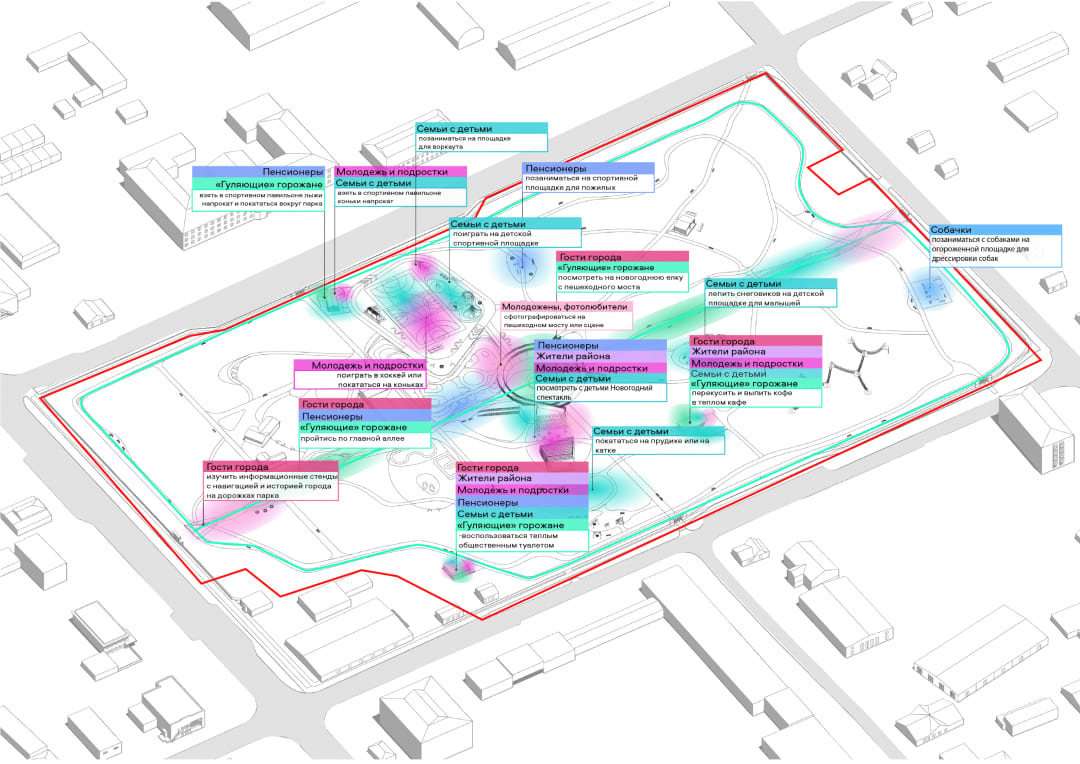 Семьи с детьми
позаниматься на площадке
для воркаута
Пенсионеры
«Гуляющие» горожане
взять в спортивном павильоне лыжи
напрокат и покататься вокруг парка
Молодежь и подростки
Семьи с детьми
взять в спортивном павильоне
коньки напрокат
Пенсионеры
позаниматься на спортивной
площадке для пожилых
Семьи с детьми
поиграть на детской
спортивной площадке
Собачки
позаниматься с собаками на
огороженной площадке для
дрессировки собак
Гости города
«Гуляющие» горожане
посмотреть на новогоднюю елку
с пешеходного моста
Семьи с детьми
лепить снеговиков на детской
площадке для малышей
Молодожены, фотолюбители
сфотографироваться на
пешеходном мосту или сцене
Пенсионеры
Жители района
Молодежь и подростки
Семьи с детьми
посмотреть с детьми Новогодний
спектакль
Гости города
Жители района
Молодежь и подростки
Семьи с детьми
«Гуляющие» горожане
перекусить и выпить кофе
в теплом кафе
Молодежь и подростки
поиграть в хоккей или
покататься на коньках
Гости города
Пенсионеры
«Гуляющие» горожане
пройтись по главной аллее
Семьи с детьми
покататься на прудике или на
катке
Гости города
изучить информационные стенды
с навигацией и историей города
на дорожках парка
Гости города
Жители района
Молодежь и подростки
Пенсионеры
Семьи с детьми
«Гуляющие» горожане
-воспользоваться теплым
общественным туалетом